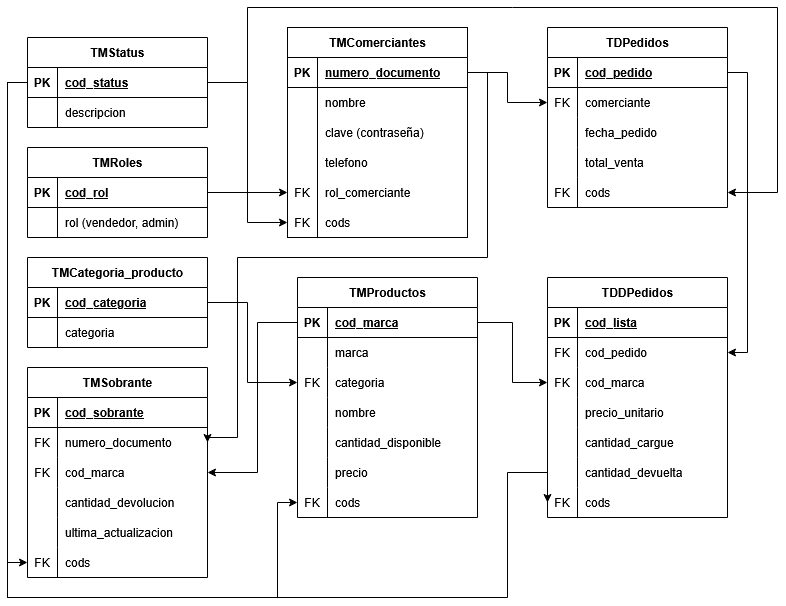 TMStatus
PK cod_status
descripcion
TMRoles
PK cod_rol
rol (vendedor, admin)
TMCategoria_producto
PK cod_categoria
categoria
TMSobrante
PK cod_sobrante
FK numero_documento
FK cod_marca
cantidad_devolucion
ultima_actualizacion
FK cods
TMComerciantes
PK numero_documento
nombre
clave (contraseña)
telefono
FK rol_comerciante
FK cods
TMProductos
PK cod_marca
marca
FK categoria
nombre
cantidad_disponible
precio
FK cods
TDPedidos
PK cod_pedido
FK comerciante
fecha_pedido
total_venta
FK cods
TDDPedidos
PK cod_lista
FK cod_pedido
FK cod_marca
precio_unitario
cantidad_cargue
cantidad_devuelta
FK cods